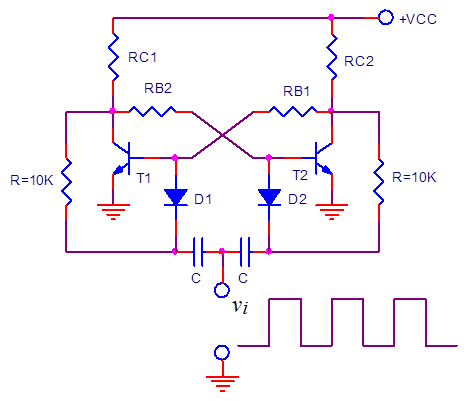 +VCC
RC1
RC2
RB2
RB1
T1
T2
R=10K
R=10K
D1
D2
C
C
vi